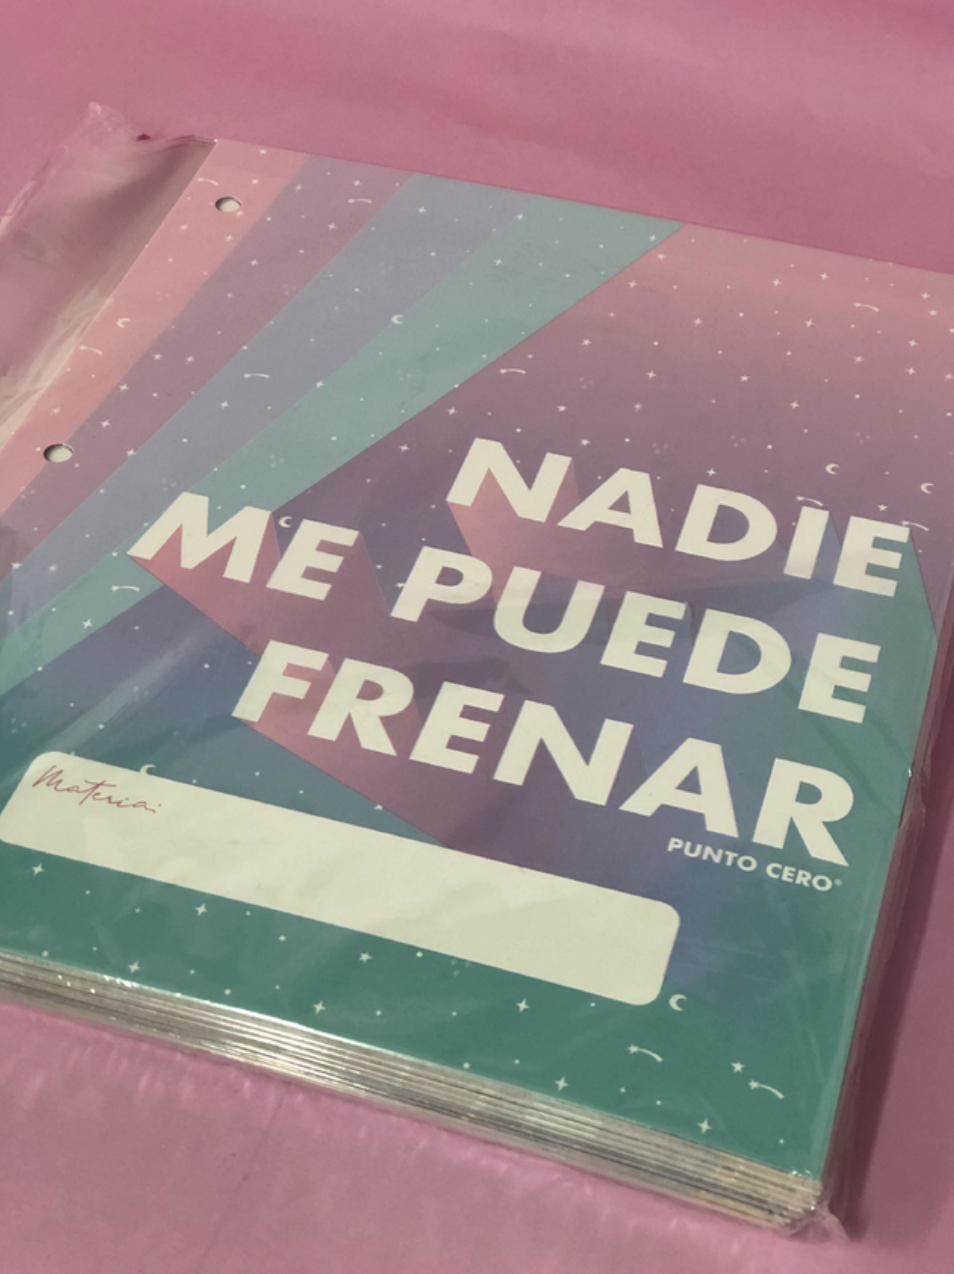 NADIE
ME PUEDE
FRENAR
PUNTO CERO®
Materia: